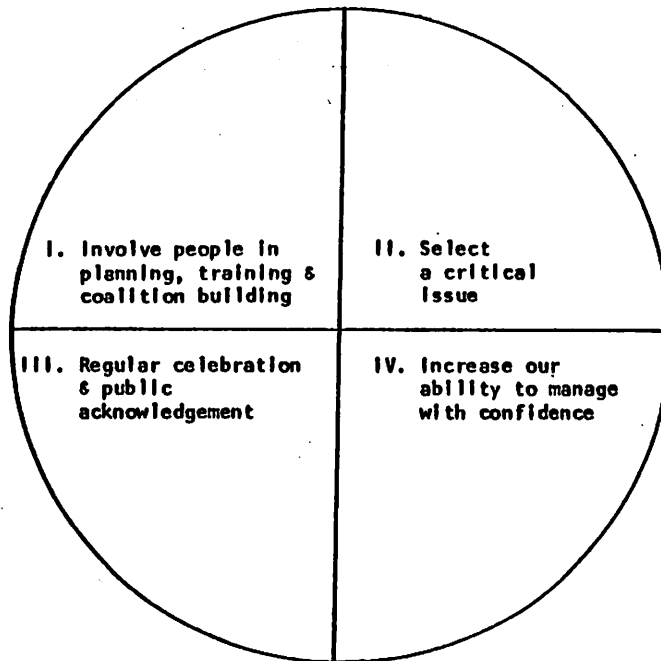 I. Involve people in
planning, training &
coalition building
II. Select
a critical
issue
III. Regular celebration
& public
acknowledgement
IV. Increase our
ability to manage
with confidence